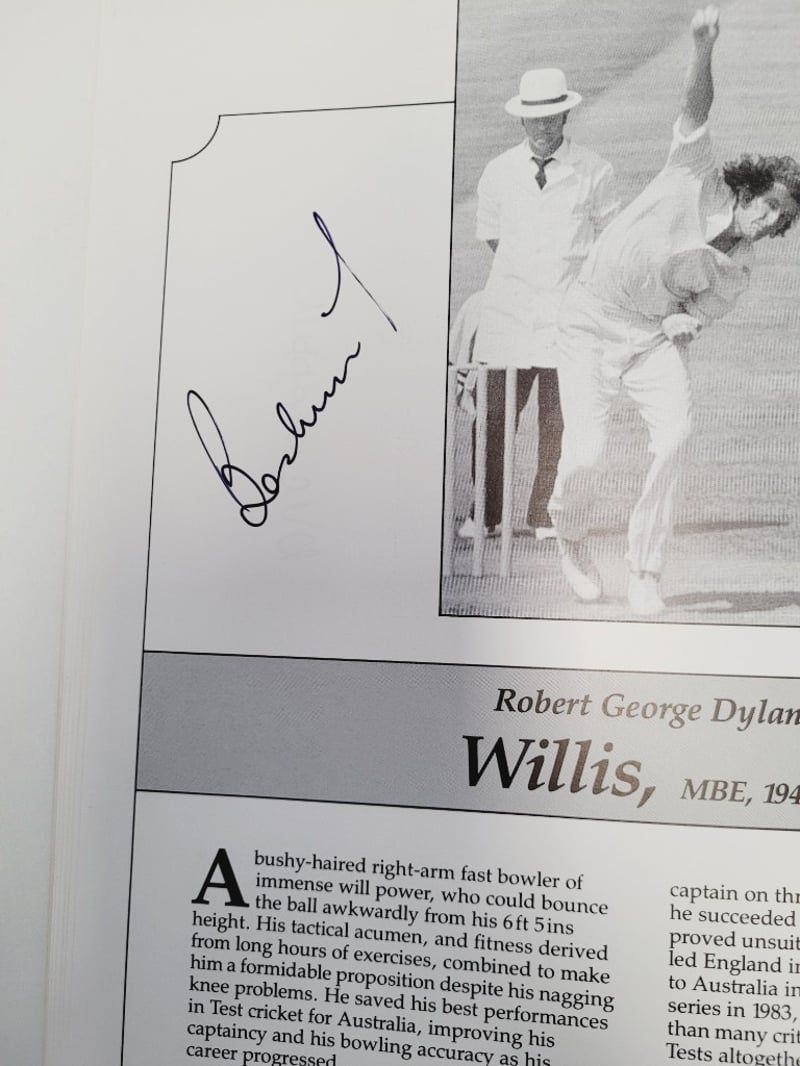 Robert George Dylan
Willis, MBE, 194
A bushy-haired right-arm fast bowler of
immense will power, who could bounce
the ball awkwardly from his 6ft 5ins
height. His tactical acumen, and fitness derived
from long hours of exercises, combined to make
him a formidable proposition despite his nagging
knee problems. He saved his best performances
in Test cricket for Australia, improving his
captaincy and his bowling accuracy as his
career progressed
captain on thr
he succeeded
proved unsuit
led England in
to Australia in
series in 1983,
than many crit
Tests altogethe